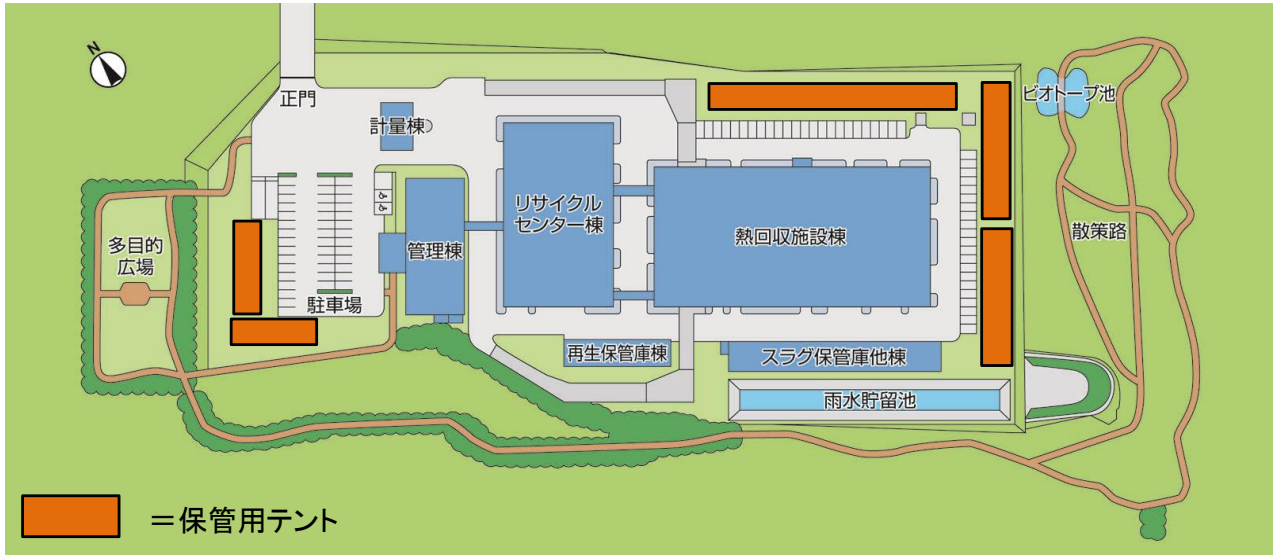 N
正門
計量棟
ビオトープ池
リサイクル
センター棟
多目的
広場
管理棟
熱回収施設棟
散策路
駐車場
再生保管庫棟
スラグ保管庫他棟
雨水貯留池
=保管用テント